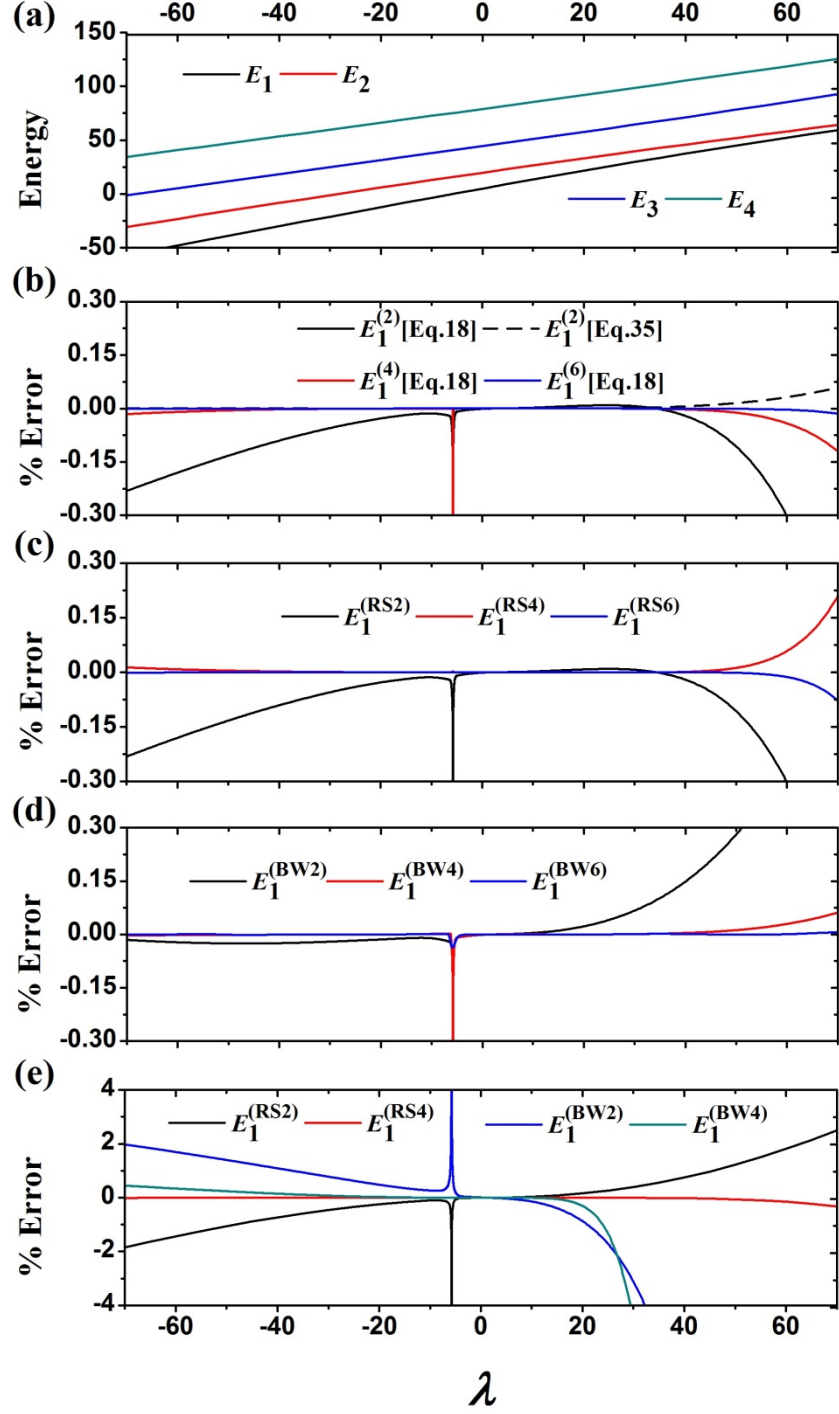 (a)
-60 -40 -20 0 20 40 60
150
100
50
0
-50
Energy
E1 E2
E3 E4
(b)
0.30
0.15
0.00
-0.15
-0.30
% Error
E1(2)[Eq.18] E1(2)[Eq.35]
E1(4)[Eq.18] E1(6)[Eq.18]
(c)
0.15
0.00
-0.15
-0.30
% Error
E1(RS2) E1(RS4) E1(RS6)
(d)
0.30
0.15
0.00
-0.15
-0.30
% Error
E1(BW2) E1(BW4) E1(BW6)
(e)
4
2
0
-2
-4
% Error
E1(RS2) E1(RS4) E1(BW2) E1(BW4)
-60 -40 -20 0 20 40 60
λ